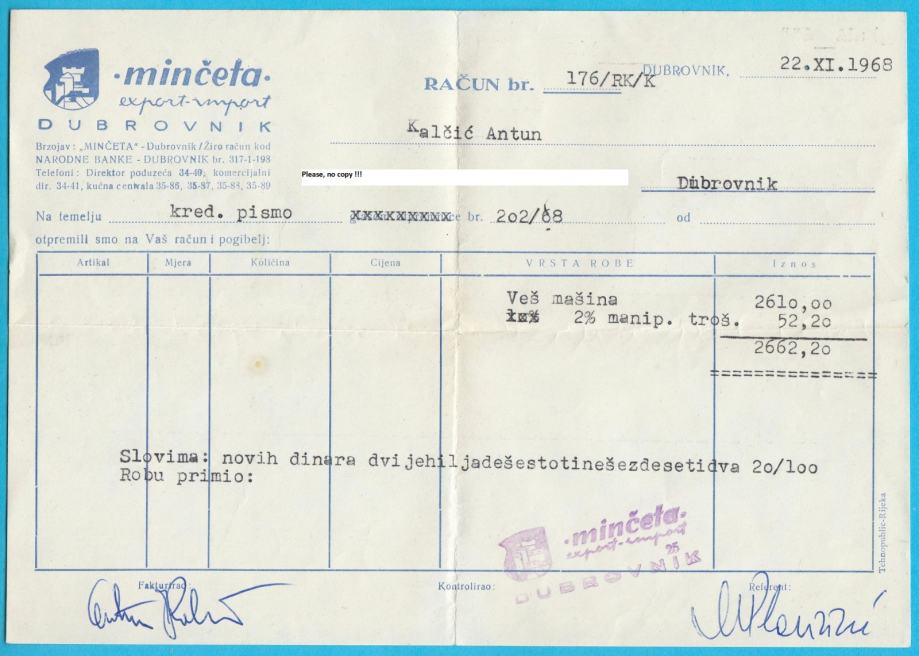 ·minčeta·
export-import
DUBROVNIK
Brzojav: „MINČETA" - Dubrovnik / Žiro račun kod
NARODNE BANKE - DUBROVNIK br. 317-1-198
Telefoni: Direktor poduzeća 34-49, komercijalni
dir. 34-41, kućna centrala 35-86, 35-87, 35-88, 35-89
RAČUN br. 176/RK/K
DUBROVNIK, 22.XI.1968
Kalčić Antun
Please, no copy !!!
Dubrovnik
Na temelju kred. pismo xxxxxxxxx br. 202/68 od
otpremili smo na Vaš račun i pogibelj:
Artikal Mjera Količina Cijena VRSTA ROBE Iznos
Veš mašina 2610,00
2% manip. troš. 52,20
2662,20
================
Slovima: novih dinara dvijehiljadešestotinešezdesetidva 20/100
Robu primio:
·minčeta·
export-import
25
DUBROVNIK
Tehnopublic-Rijeka
Fakturirao Kontrolirao: Referent: